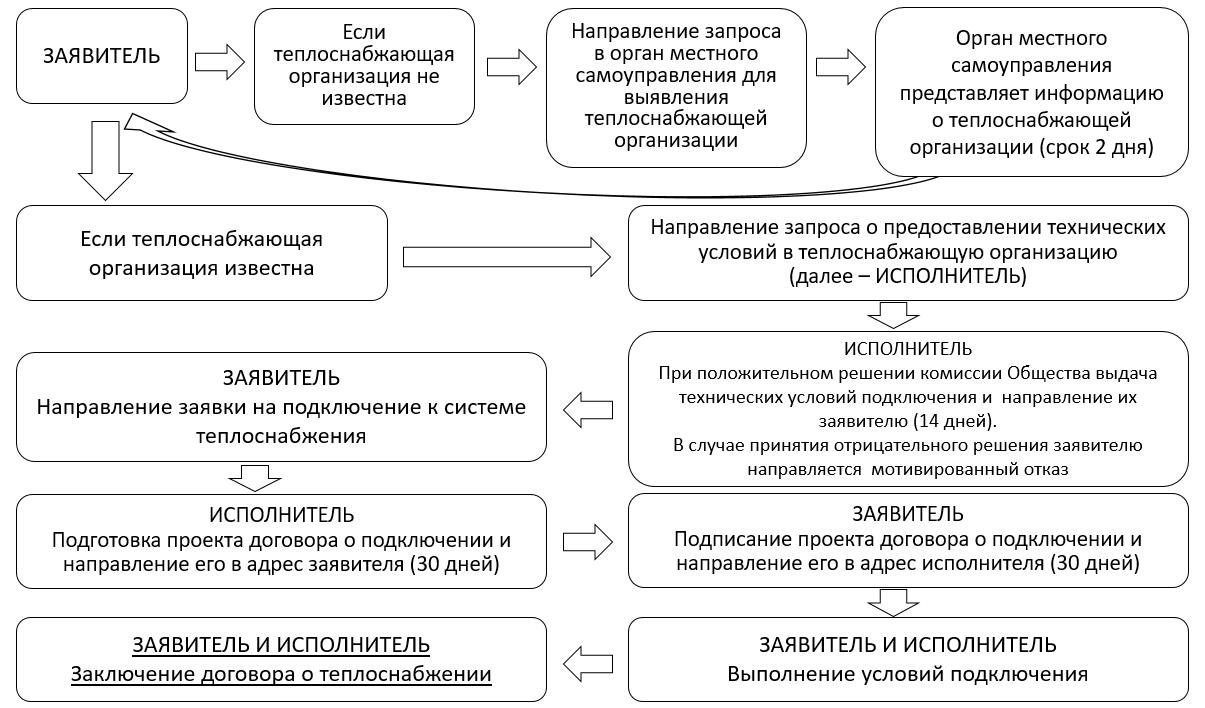 ЗАЯВИТЕЛЬ
Если
теплоснабжающая
организация не
известна
Направление запроса
в орган местного
самоуправления для
выявления
теплоснабжающей
организации
Орган местного
самоуправления
представляет информацию
о теплоснабжающей
организации (срок 2 дня)
Если теплоснабжающая
организация известна
Направление запроса о предоставлении технических
условий в теплоснабжающую организацию
(далее – ИСПОЛНИТЕЛЬ)
ИСПОЛНИТЕЛЬ
При положительном решении комиссии Общества выдача
технических условий подключения и направление их
заявителю (14 дней).
В случае принятия отрицательного решения заявителю
направляется мотивированный отказ
ЗАЯВИТЕЛЬ
Направление заявки на подключение к системе
теплоснабжения
ИСПОЛНИТЕЛЬ
Подготовка проекта договора о подключении и
направление его в адрес заявителя (30 дней)
ЗАЯВИТЕЛЬ
Подписание проекта договора о подключении и
направление его в адрес исполнителя (30 дней)
ЗАЯВИТЕЛЬ И ИСПОЛНИТЕЛЬ
Выполнение условий подключения
ЗАЯВИТЕЛЬ И ИСПОЛНИТЕЛЬ
Заключение договора о теплоснабжении